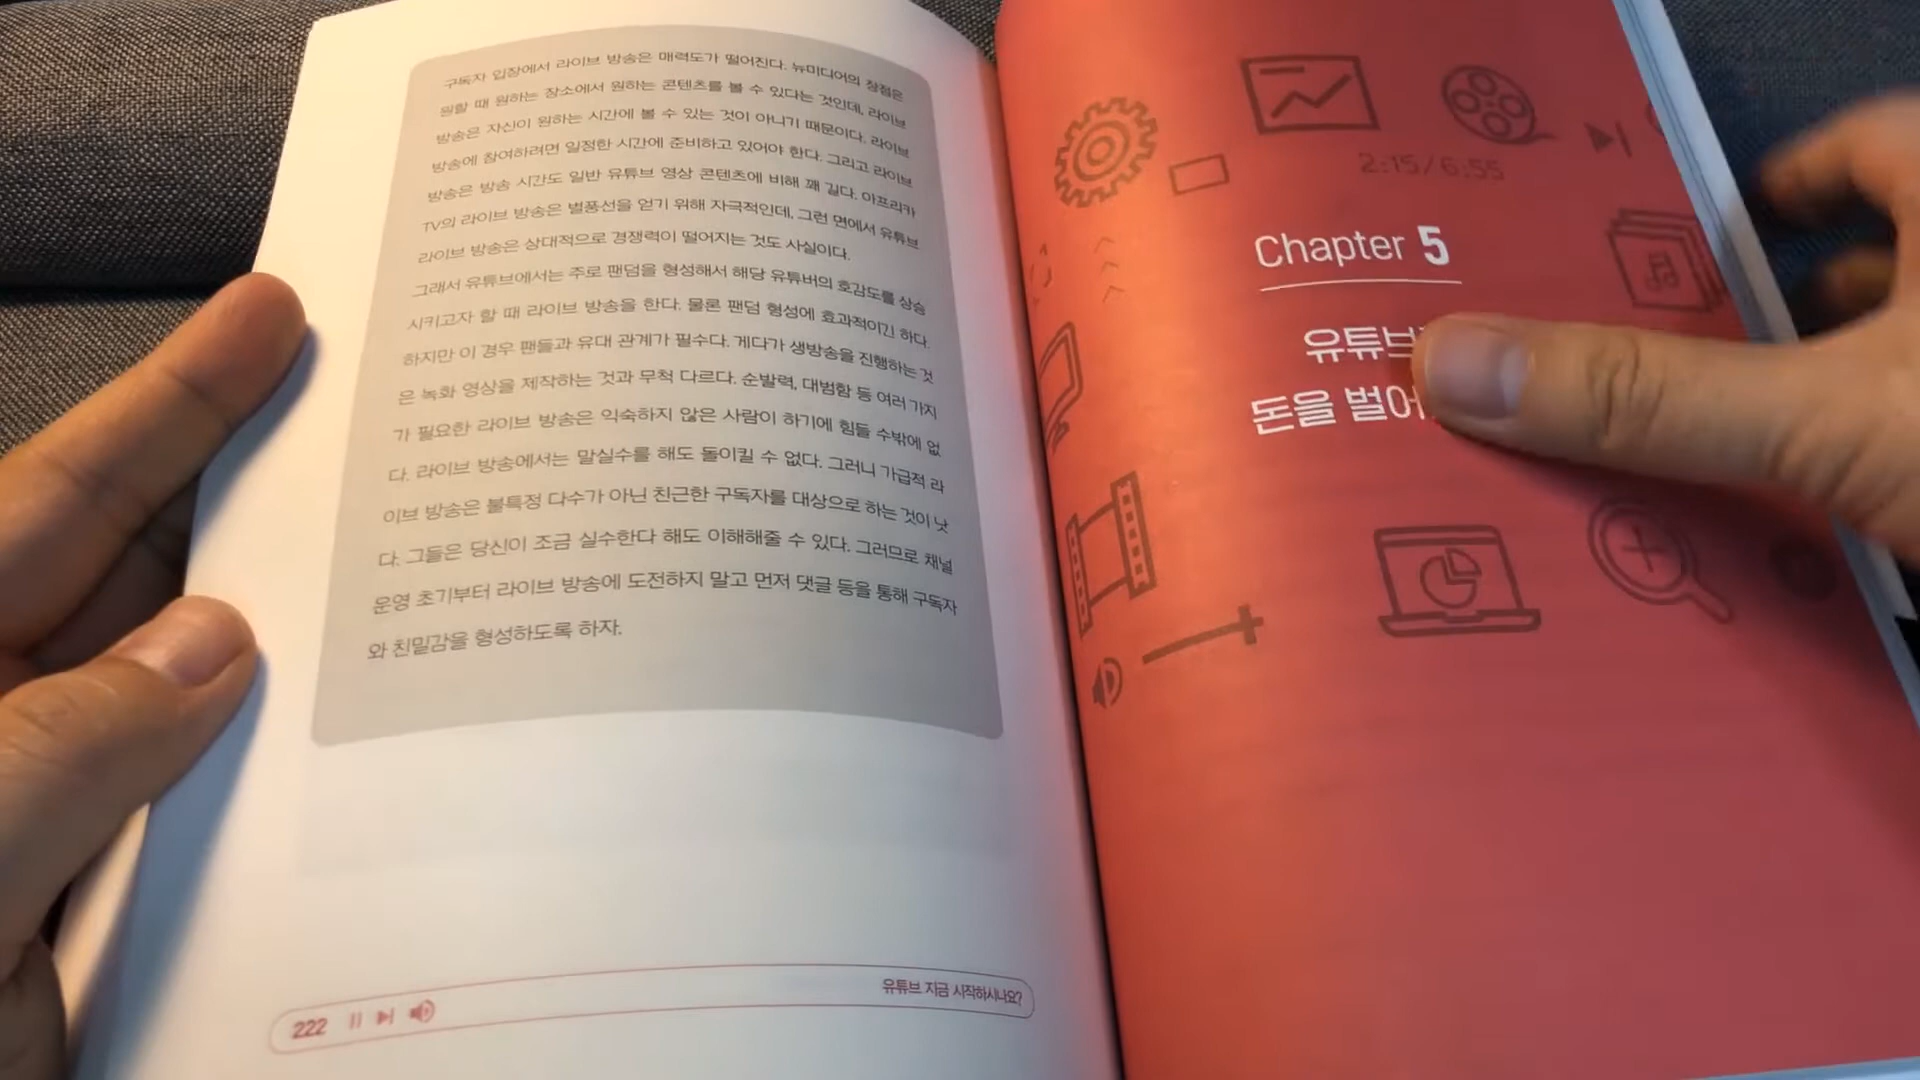 구독자 입장에서 라이브 방송은 매력도가 떨어진다. 뉴미디어의 장점은
원할 때 원하는 장소에서 원하는 콘텐츠를 볼 수 있다는 것인데, 라이브
방송은 자신이 원하는 시간에 볼 수 있는 것이 아니기 때문이다. 라이브
방송에 참여하려면 일정한 시간에 준비하고 있어야 한다. 그리고 라이브
방송은 방송 시간도 일반 유튜브 영상 콘텐츠에 비해 꽤 길다. 아프리카
TV의 라이브 방송은 별풍선을 얻기 위해 자극적인데, 그런 면에서 유튜브
라이브 방송은 상대적으로 경쟁력이 떨어지는 것도 사실이다.
그래서 유튜브에서는 주로 팬덤을 형성해서 해당 유튜버의 호감도를 상승
시키고자 할 때 라이브 방송을 한다. 물론 팬덤 형성에 효과적이긴 하다.
하지만 이 경우 팬들과 유대 관계가 필수다. 게다가 생방송을 진행하는 것
은 녹화 영상을 제작하는 것과 무척 다르다. 순발력, 대범함 등 여러 가지
가 필요한 라이브 방송은 익숙하지 않은 사람이 하기에 힘들 수밖에 없
다. 라이브 방송에서는 말실수를 해도 돌이킬 수 없다. 그러니 가급적 라
이브 방송은 불특정 다수가 아닌 친근한 구독자를 대상으로 하는 것이 낫
다. 그들은 당신이 조금 실수한다 해도 이해해줄 수 있다. 그러므로 채널
운영 초기부터 라이브 방송에 도전하지 말고 먼저 댓글 등을 통해 구독자
와 친밀감을 형성하도록 하자.
222
유튜브 지금 시작하시나요?
2:15/6:55
Chapter 5
유튜브
돈을 벌어